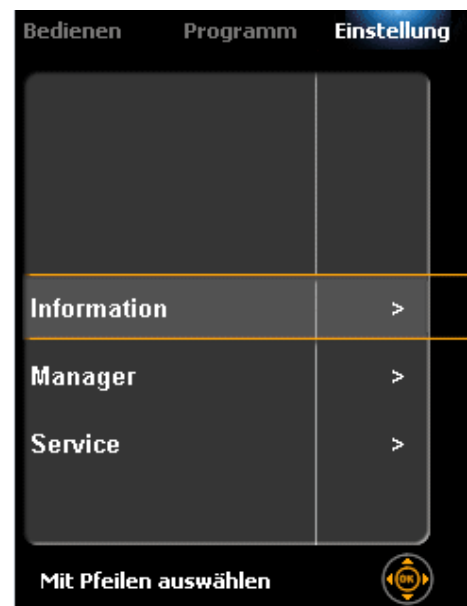 Bedienen Programm Einstellung
Information >
Manager >
Service >
Mit Pfeilen auswählen OK